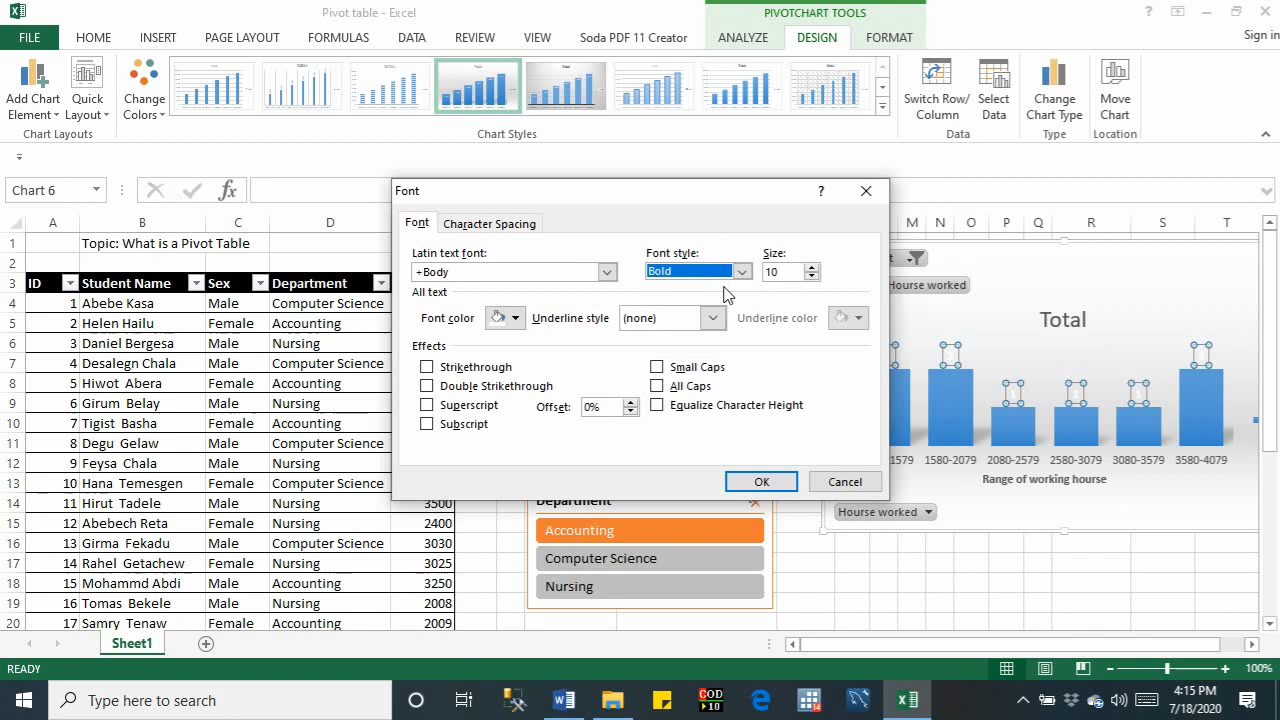 Pivot table - Excel
PIVOTCHART TOOLS
?
FILE HOME INSERT PAGE LAYOUT FORMULAS DATA REVIEW VIEW Soda PDF 11 Creator ANALYZE DESIGN FORMAT Sign in
Add Chart Element
Quick Layout
Change Colors
Switch Row/ Column
Select Data
Change Chart Type
Move Chart
Chart Layouts Chart Styles Data Type Location
Chart 6 fx
A B C D M N O P Q R S T
1 Topic: What is a Pivot Table
2
3 ID Student Name Sex Department
4 1 Abebe Kasa Male Computer Science
5 2 Helen Hailu Female Accounting
6 3 Daniel Bergesa Male Nursing
7 4 Desalegn Chala Male Computer Science
8 5 Hiwot Abera Female Accounting
9 6 Girum Belay Male Nursing
10 7 Tigist Basha Female Accounting
11 8 Degu Gelaw Male Computer Science
12 9 Feysa Chala Male Nursing
13 10 Hana Temesgen Female Computer Science
14 11 Hirut Tadele Male Nursing 3500
15 12 Abebech Reta Female Nursing 2400
16 13 Girma Fekadu Male Computer Science 3030
17 14 Rahel Getachew Female Nursing 3025
18 15 Mohammd Abdi Male Accounting 3250
19 16 Tomas Bekele Male Nursing 2008
20 17 Samry Tenaw Female Accounting 2009
Font
? 
Font Character Spacing
Latin text font: Font style: Size:
+Body Bold 10
All text
Font color Underline style (none) Underline color
Effects
Strikethrough Small Caps
Double Strikethrough All Caps
Superscript Offset: 0% Equalize Character Height
Subscript
OK Cancel
Department
Accounting
Computer Science
Nursing
Hourse worked
Total
1579 1580-2079 2080-2579 2580-3079 3080-3579 3580-4079
Range of working hourse
Hourse worked
Sheet1
READY 100%
Type here to search
GOD
10
14
4:15 PM
7/18/2020